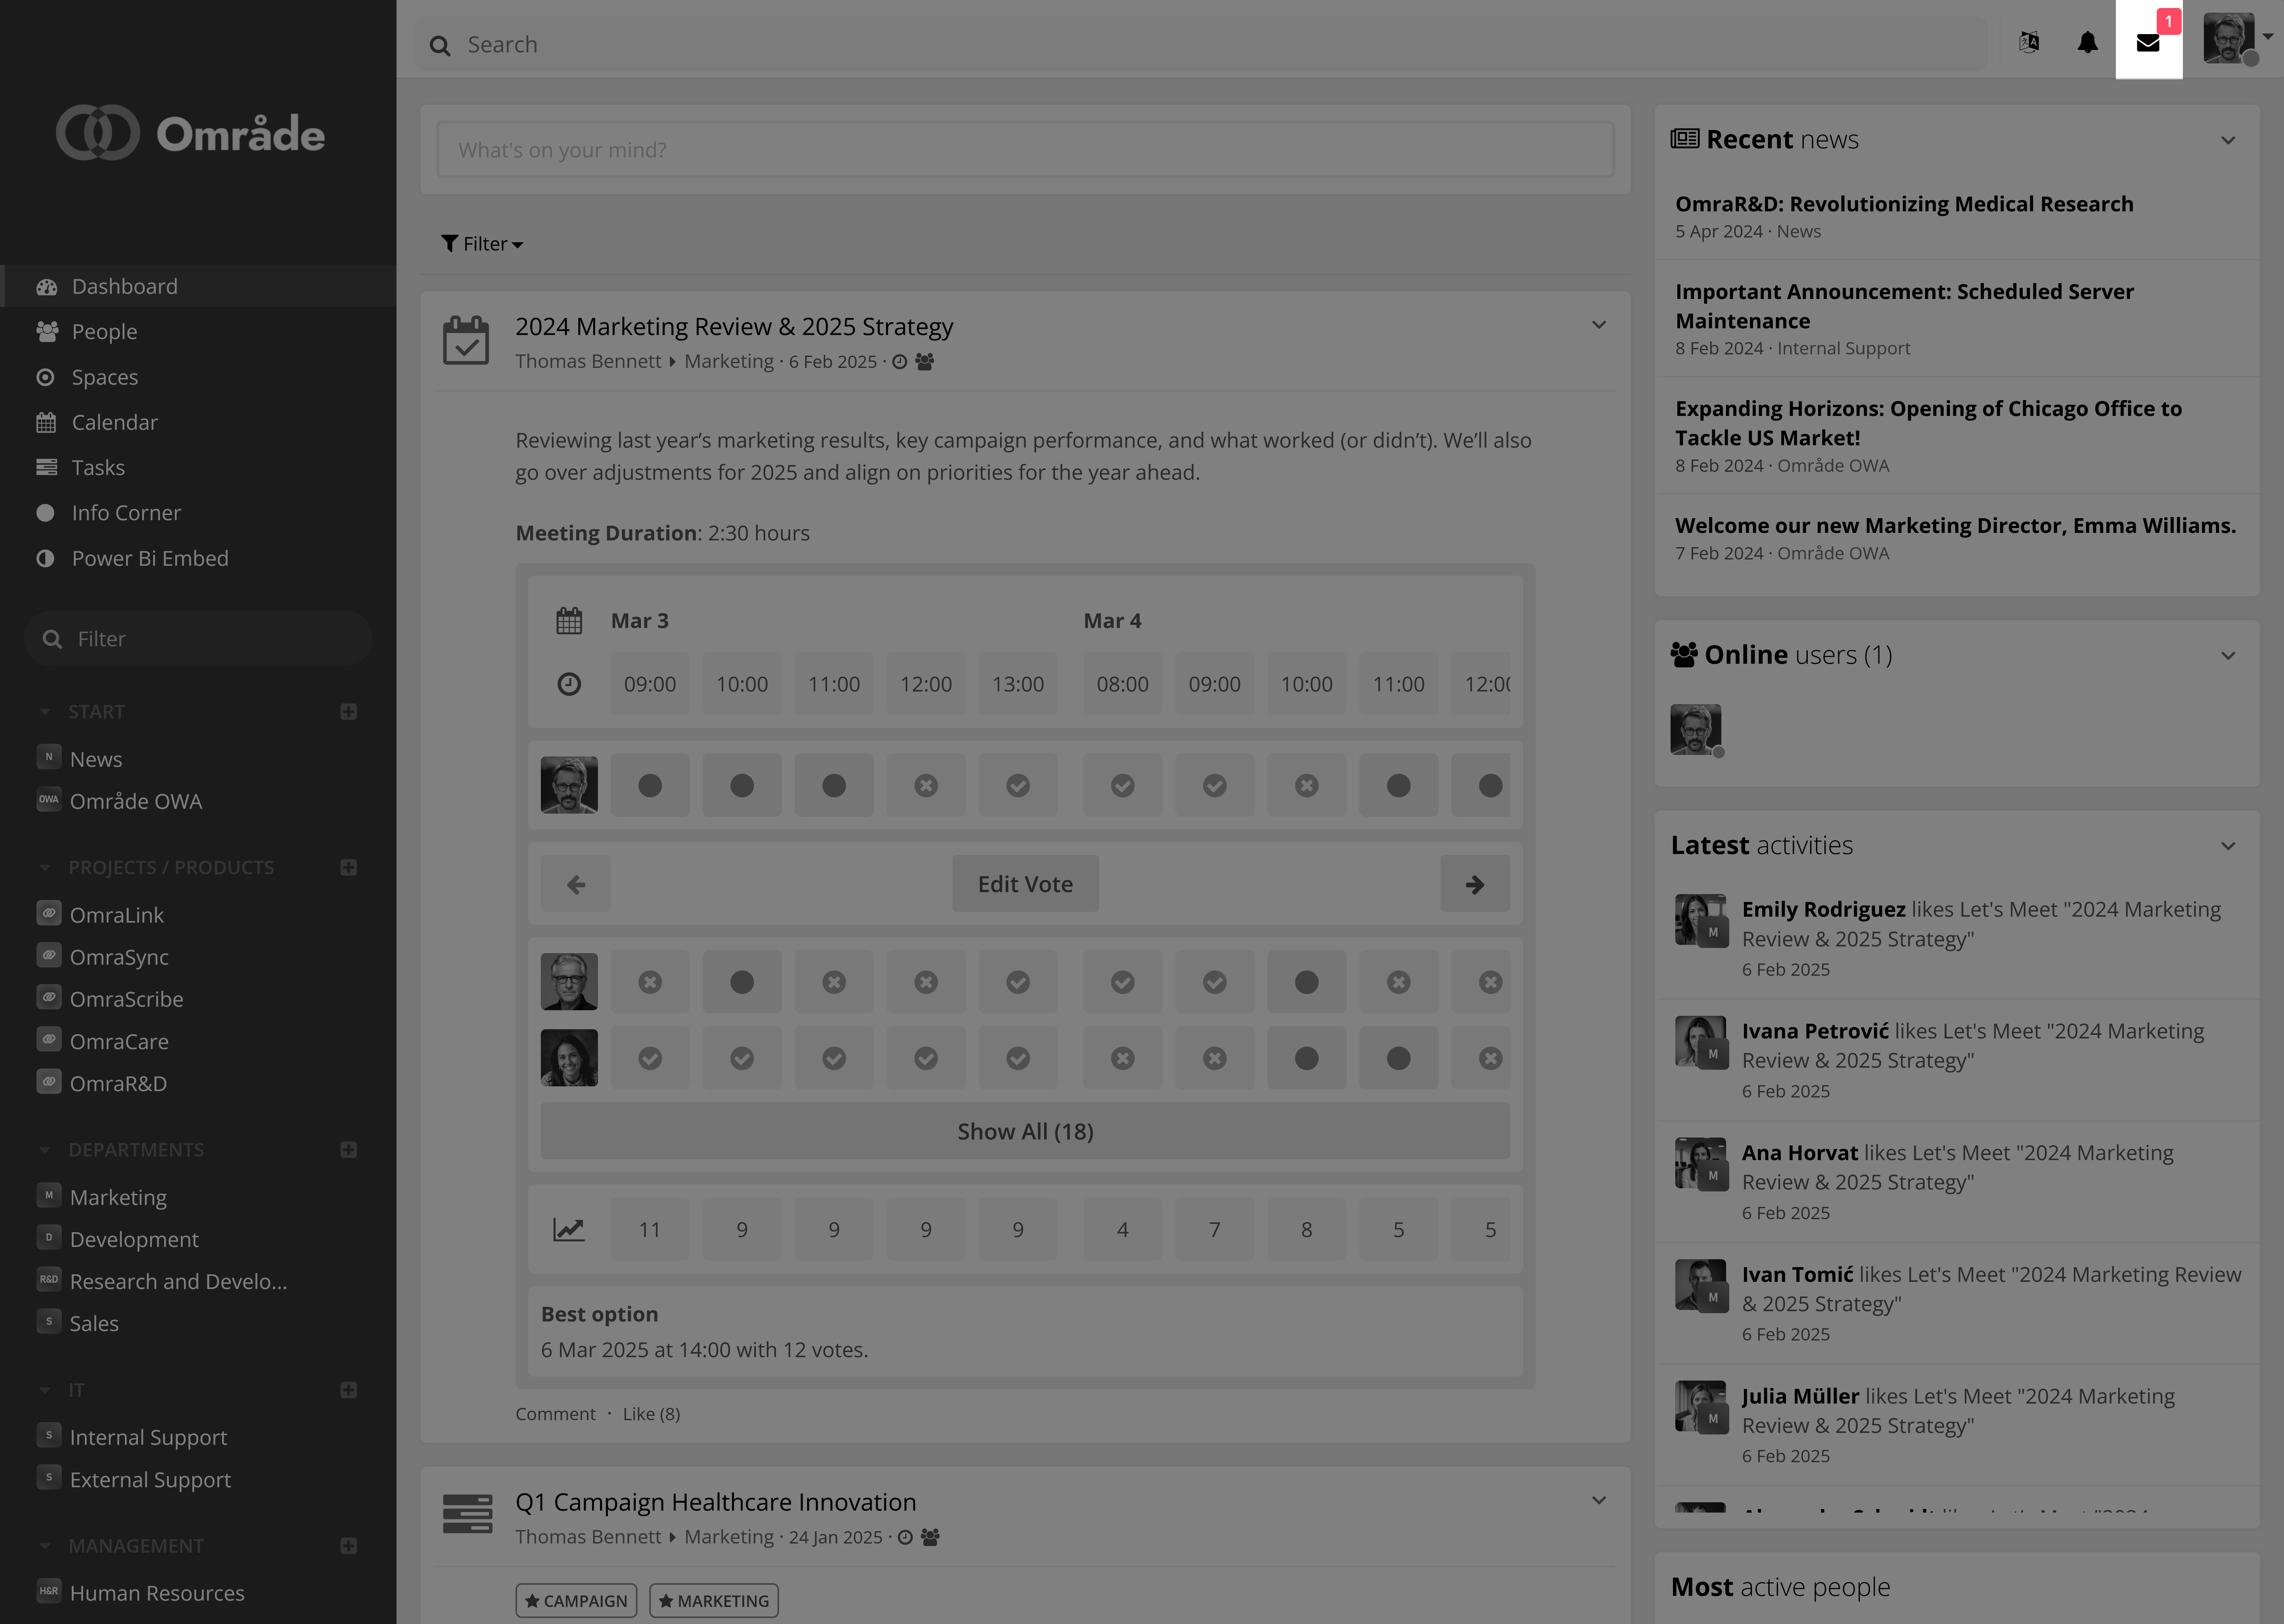 Search
1
Område
Dashboard
People
Spaces
Calendar
Tasks
Info Corner
Power Bi Embed
Filter
START
N News
OWA Område OWA
PROJECTS / PRODUCTS
OmraLink
OmraSync
OmraScribe
OmraCare
OmraR&D
DEPARTMENTS
M Marketing
D Development
R&D Research and Develo...
S Sales
IT
S Internal Support
S External Support
MANAGEMENT
H&R Human Resources
What's on your mind?
Filter
2024 Marketing Review & 2025 Strategy
Thomas Bennett Marketing · 6 Feb 2025 ·
Reviewing last year’s marketing results, key campaign performance, and what worked (or didn’t). We’ll also
go over adjustments for 2025 and align on priorities for the year ahead.
Meeting Duration: 2:30 hours
Mar 3 Mar 4
09:00 10:00 11:00 12:00 13:00 08:00 09:00 10:00 11:00 12:00
Edit Vote
Show All (18)
11 9 9 9 9 4 7 8 5 5
Best option
6 Mar 2025 at 14:00 with 12 votes.
Comment · Like (8)
Q1 Campaign Healthcare Innovation
Thomas Bennett Marketing · 24 Jan 2025 ·
CAMPAIGN MARKETING
Recent news
OmraR&D: Revolutionizing Medical Research
5 Apr 2024 · News
Important Announcement: Scheduled Server
Maintenance
8 Feb 2024 · Internal Support
Expanding Horizons: Opening of Chicago Office to
Tackle US Market!
8 Feb 2024 · Område OWA
Welcome our new Marketing Director, Emma Williams.
7 Feb 2024 · Område OWA
Online users (1)
Latest activities
Emily Rodriguez likes Let's Meet "2024 Marketing
M Review & 2025 Strategy"
6 Feb 2025
Ivana Petrović likes Let's Meet "2024 Marketing
M Review & 2025 Strategy"
6 Feb 2025
Ana Horvat likes Let's Meet "2024 Marketing
M Review & 2025 Strategy"
6 Feb 2025
Ivan Tomić likes Let's Meet "2024 Marketing Review
M & 2025 Strategy"
6 Feb 2025
Julia Müller likes Let's Meet "2024 Marketing
M Review & 2025 Strategy"
6 Feb 2025
Most active people